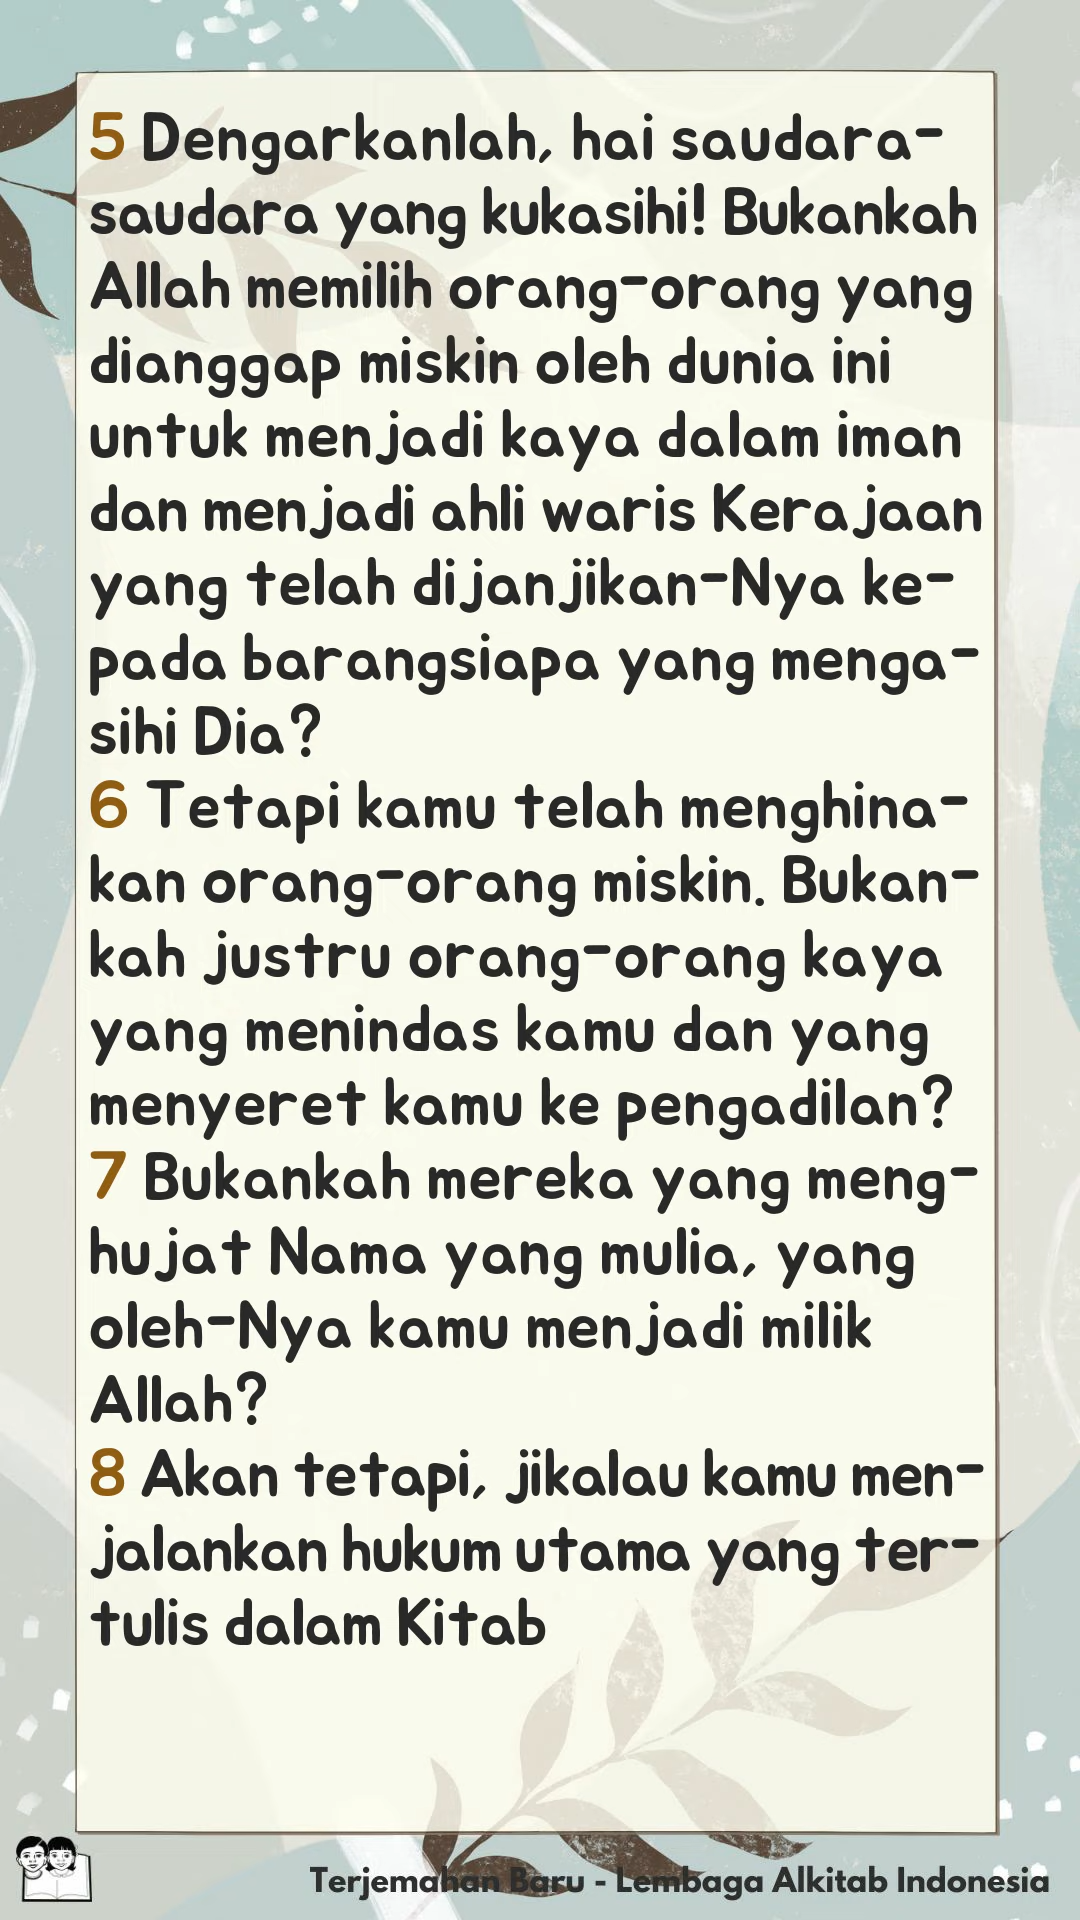 5 Dengarkanlah, hai saudara-
saudara yang kukasihi! Bukankah
Allah memilih orang-orang yang
dianggap miskin oleh dunia ini
untuk menjadi kaya dalam iman
dan menjadi ahli waris Kerajaan
yang telah dijanjikan-Nya ke-
pada barangsiapa yang menga-
sihi Dia?
6 Tetapi kamu telah menghina-
kan orang-orang miskin. Bukan-
kah justru orang-orang kaya
yang menindas kamu dan yang
menyeret kamu ke pengadilan?
7 Bukankah mereka yang meng-
hujat Nama yang mulia, yang
oleh-Nya kamu menjadi milik
Allah?
8 Akan tetapi, jikalau kamu men-
jalankan hukum utama yang ter-
tulis dalam Kitab
Terjemahan Baru - Lembaga Alkitab Indonesia